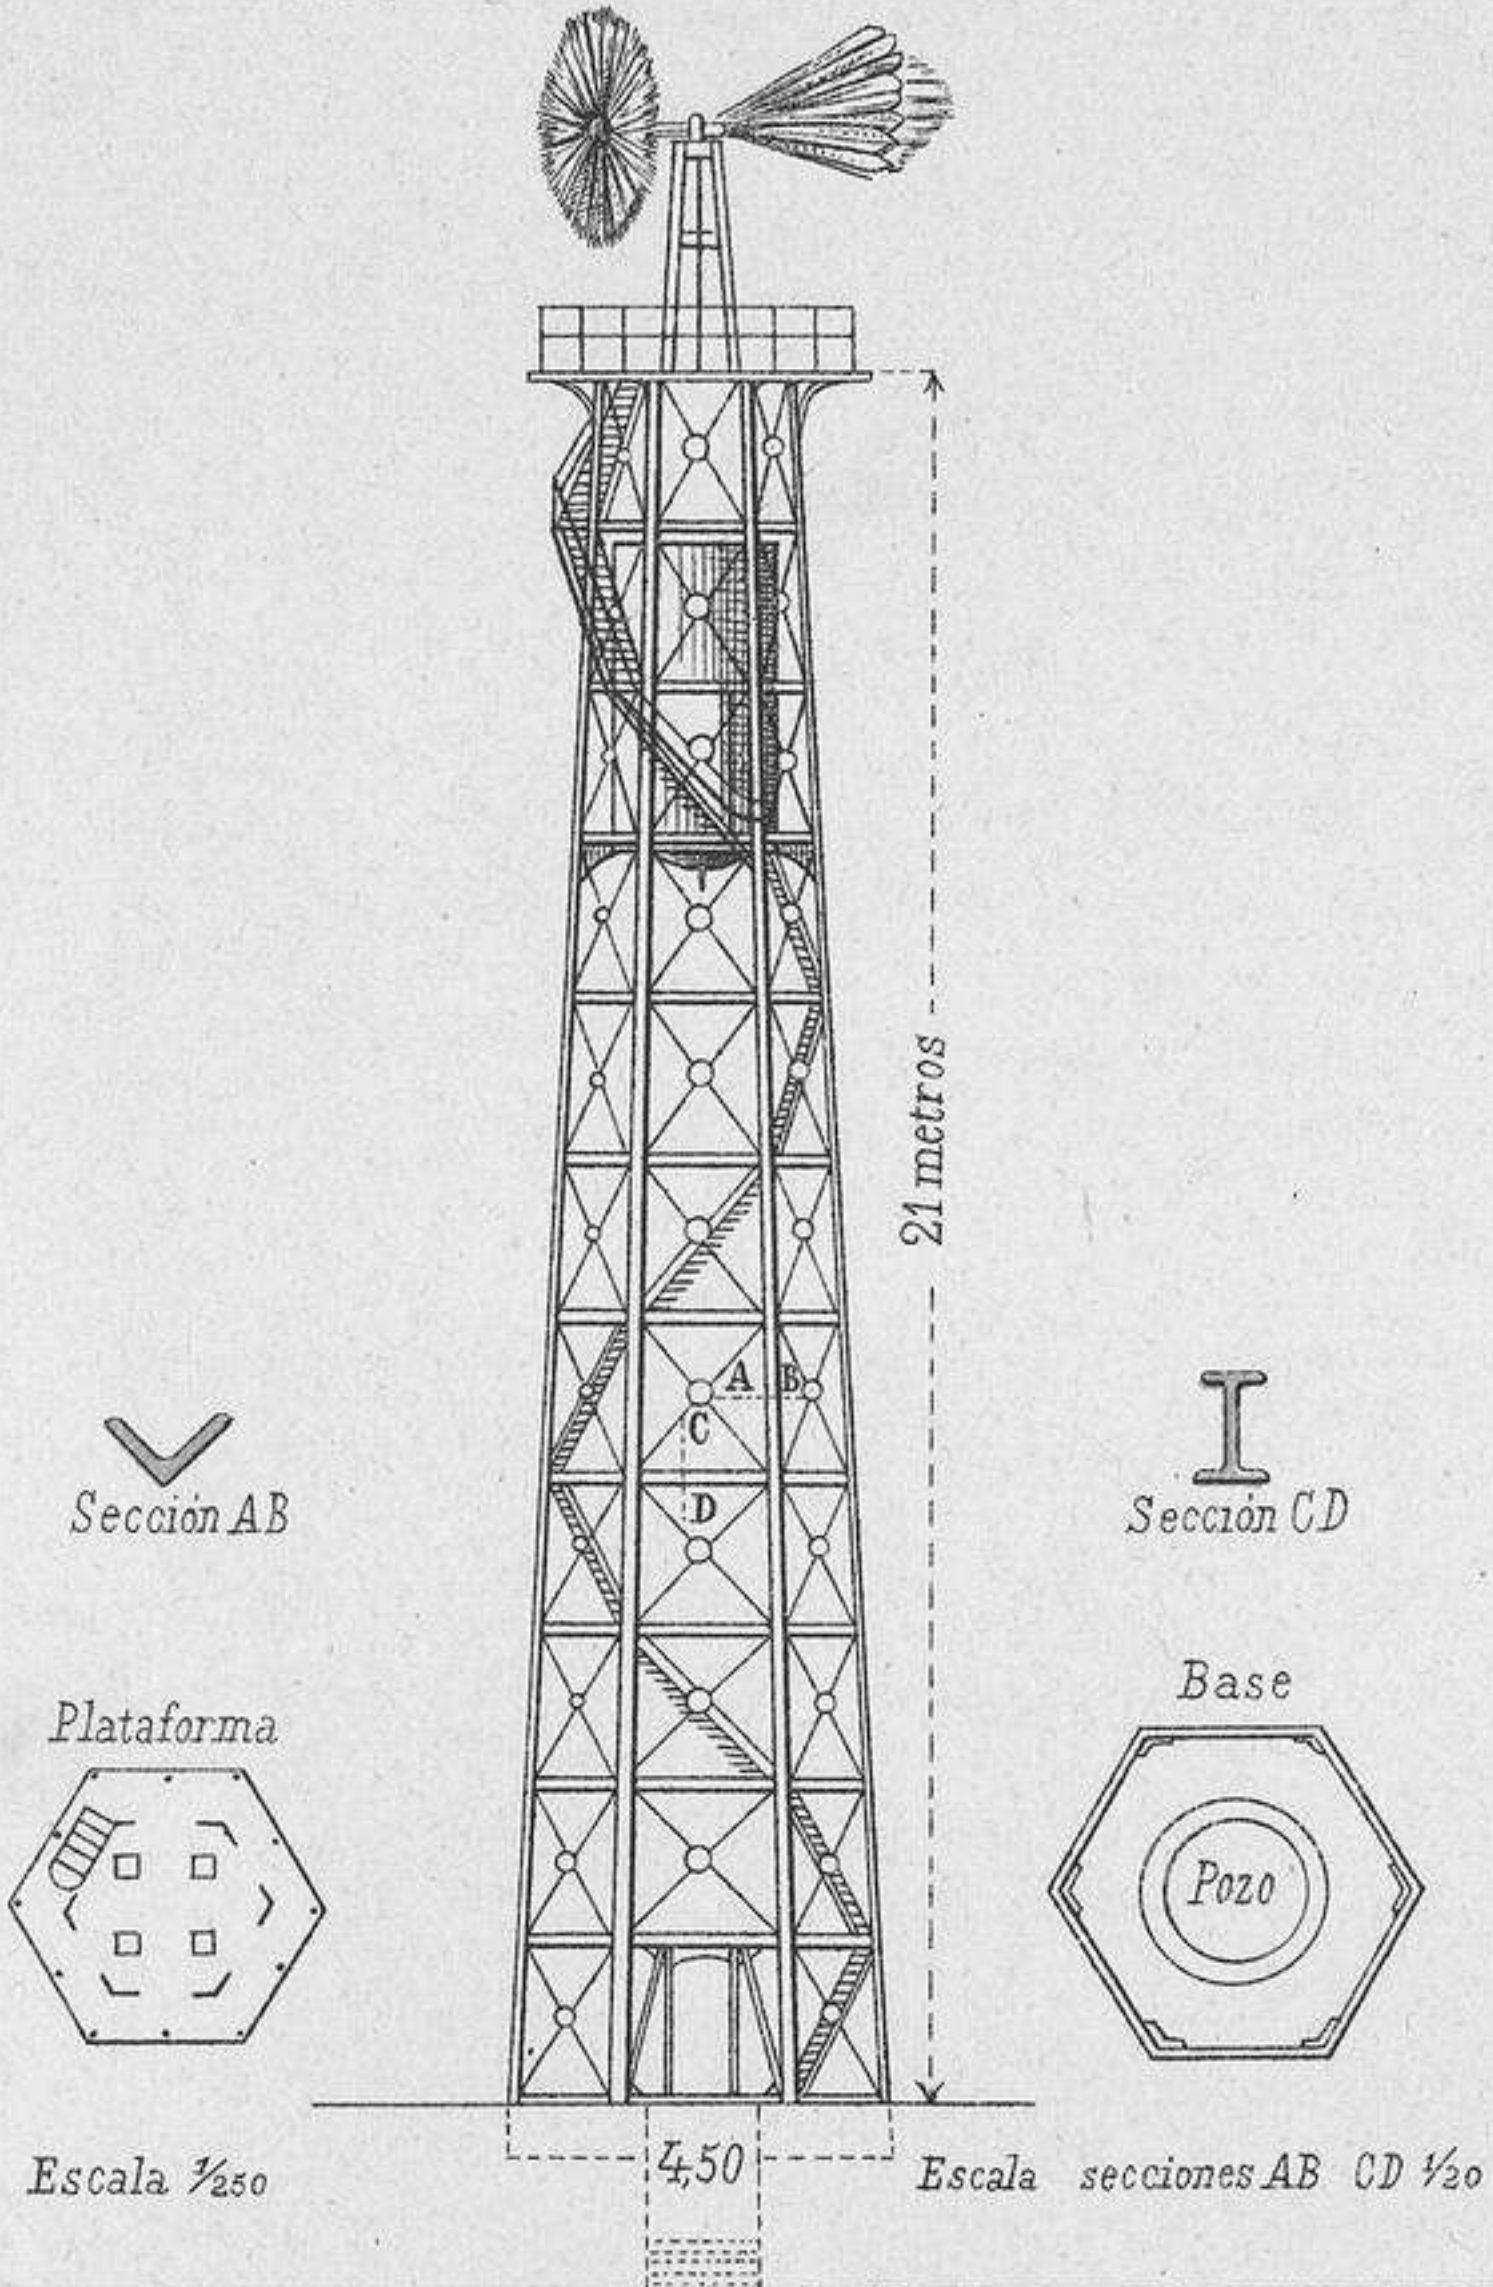 21 metros
A B
C
D
Sección AB
Sección CD
Plataforma
Base
Pozo
4,50
Escala 1/250
Escala secciones AB CD 1/20